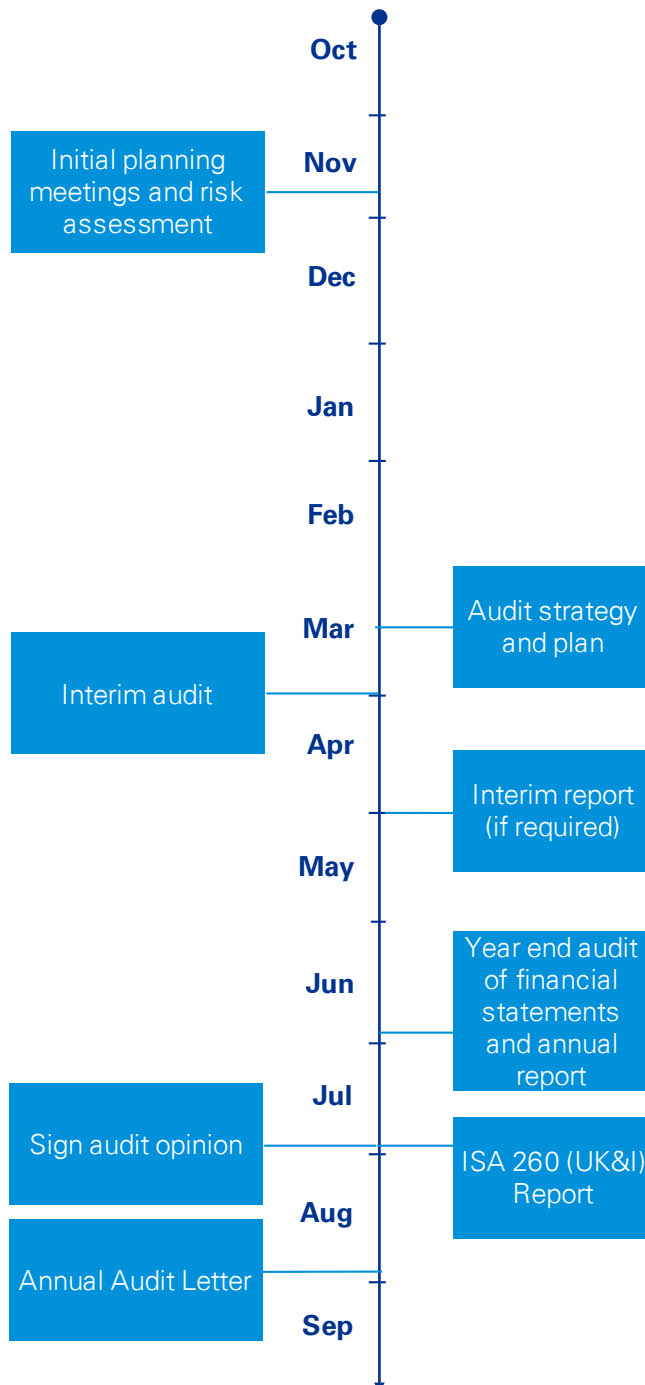 Oct
Initial planning
meetings and risk
assessment
Nov
Dec
Jan
Feb
Audit strategy
and plan
Mar
Interim audit
Apr
Interim report
(if required)
May
Year end audit
of financial
statements
and annual
report
Jun
Jul
Sign audit opinion
ISA 260 (UK&I)
Report
Aug
Annual Audit Letter
Sep